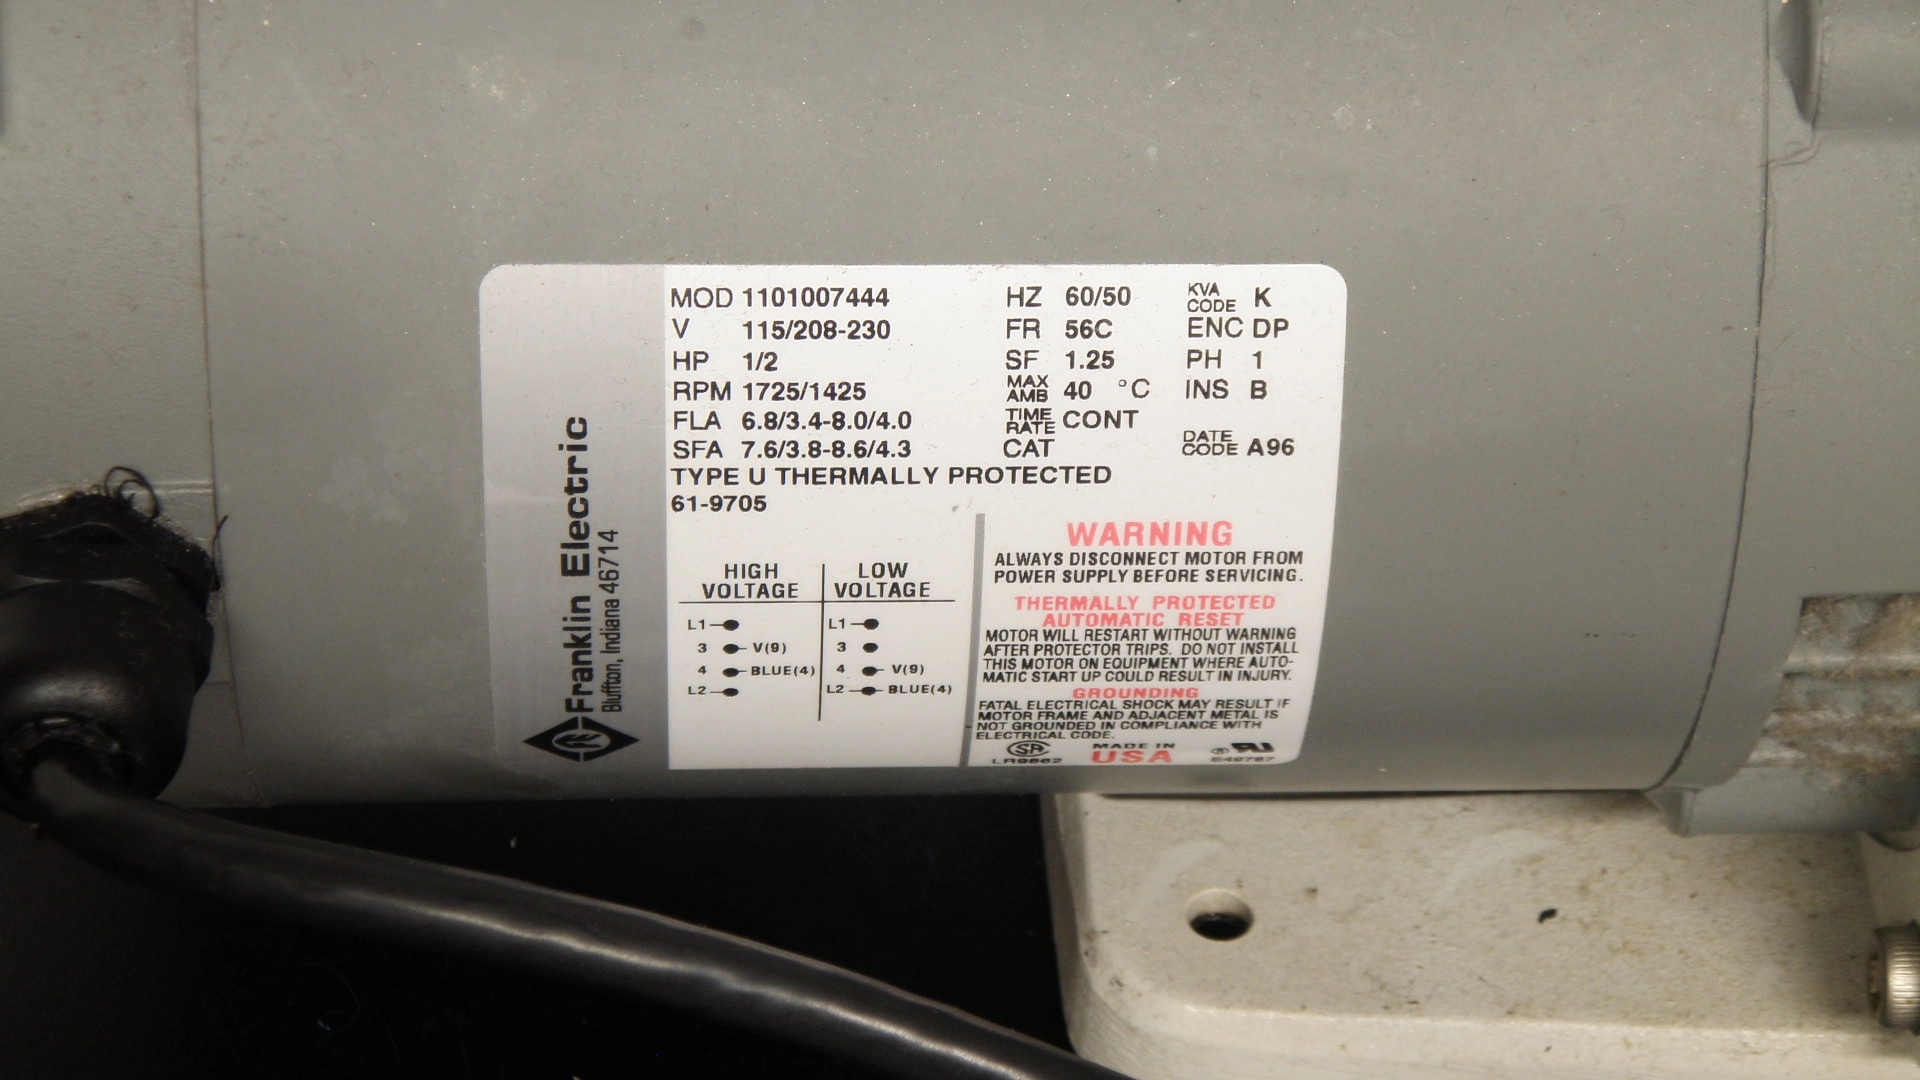 Franklin Electric
Bluffton, Indiana 46714
MOD 1101007444 HZ 60/50 KVA CODE K
V 115/208-230 FR 56C ENC DP
HP 1/2 SF 1.25 PH 1
RPM 1725/1425 MAX AMB 40 °C INS B
FLA 6.8/3.4-8.0/4.0 TIME RATE CONT
SFA 7.6/3.8-8.6/4.3 CAT DATE CODE A96
TYPE U THERMALLY PROTECTED
61-9705
HIGH VOLTAGE
L1
3 V(9)
4 BLUE(4)
L2
LOW VOLTAGE
L1
3
4 V(9)
L2 BLUE(4)
WARNING
ALWAYS DISCONNECT MOTOR FROM
POWER SUPPLY BEFORE SERVICING.
THERMALLY PROTECTED
AUTOMATIC RESET
MOTOR WILL RESTART WITHOUT WARNING
AFTER PROTECTOR TRIPS. DO NOT INSTALL
THIS MOTOR ON EQUIPMENT WHERE AUTO-
MATIC START UP COULD RESULT IN INJURY.
GROUNDING
FATAL ELECTRICAL SHOCK MAY RESULT IF
MOTOR FRAME AND ADJACENT METAL IS
NOT GROUNDED IN COMPLIANCE WITH
ELECTRICAL CODE.
MADE IN
USA